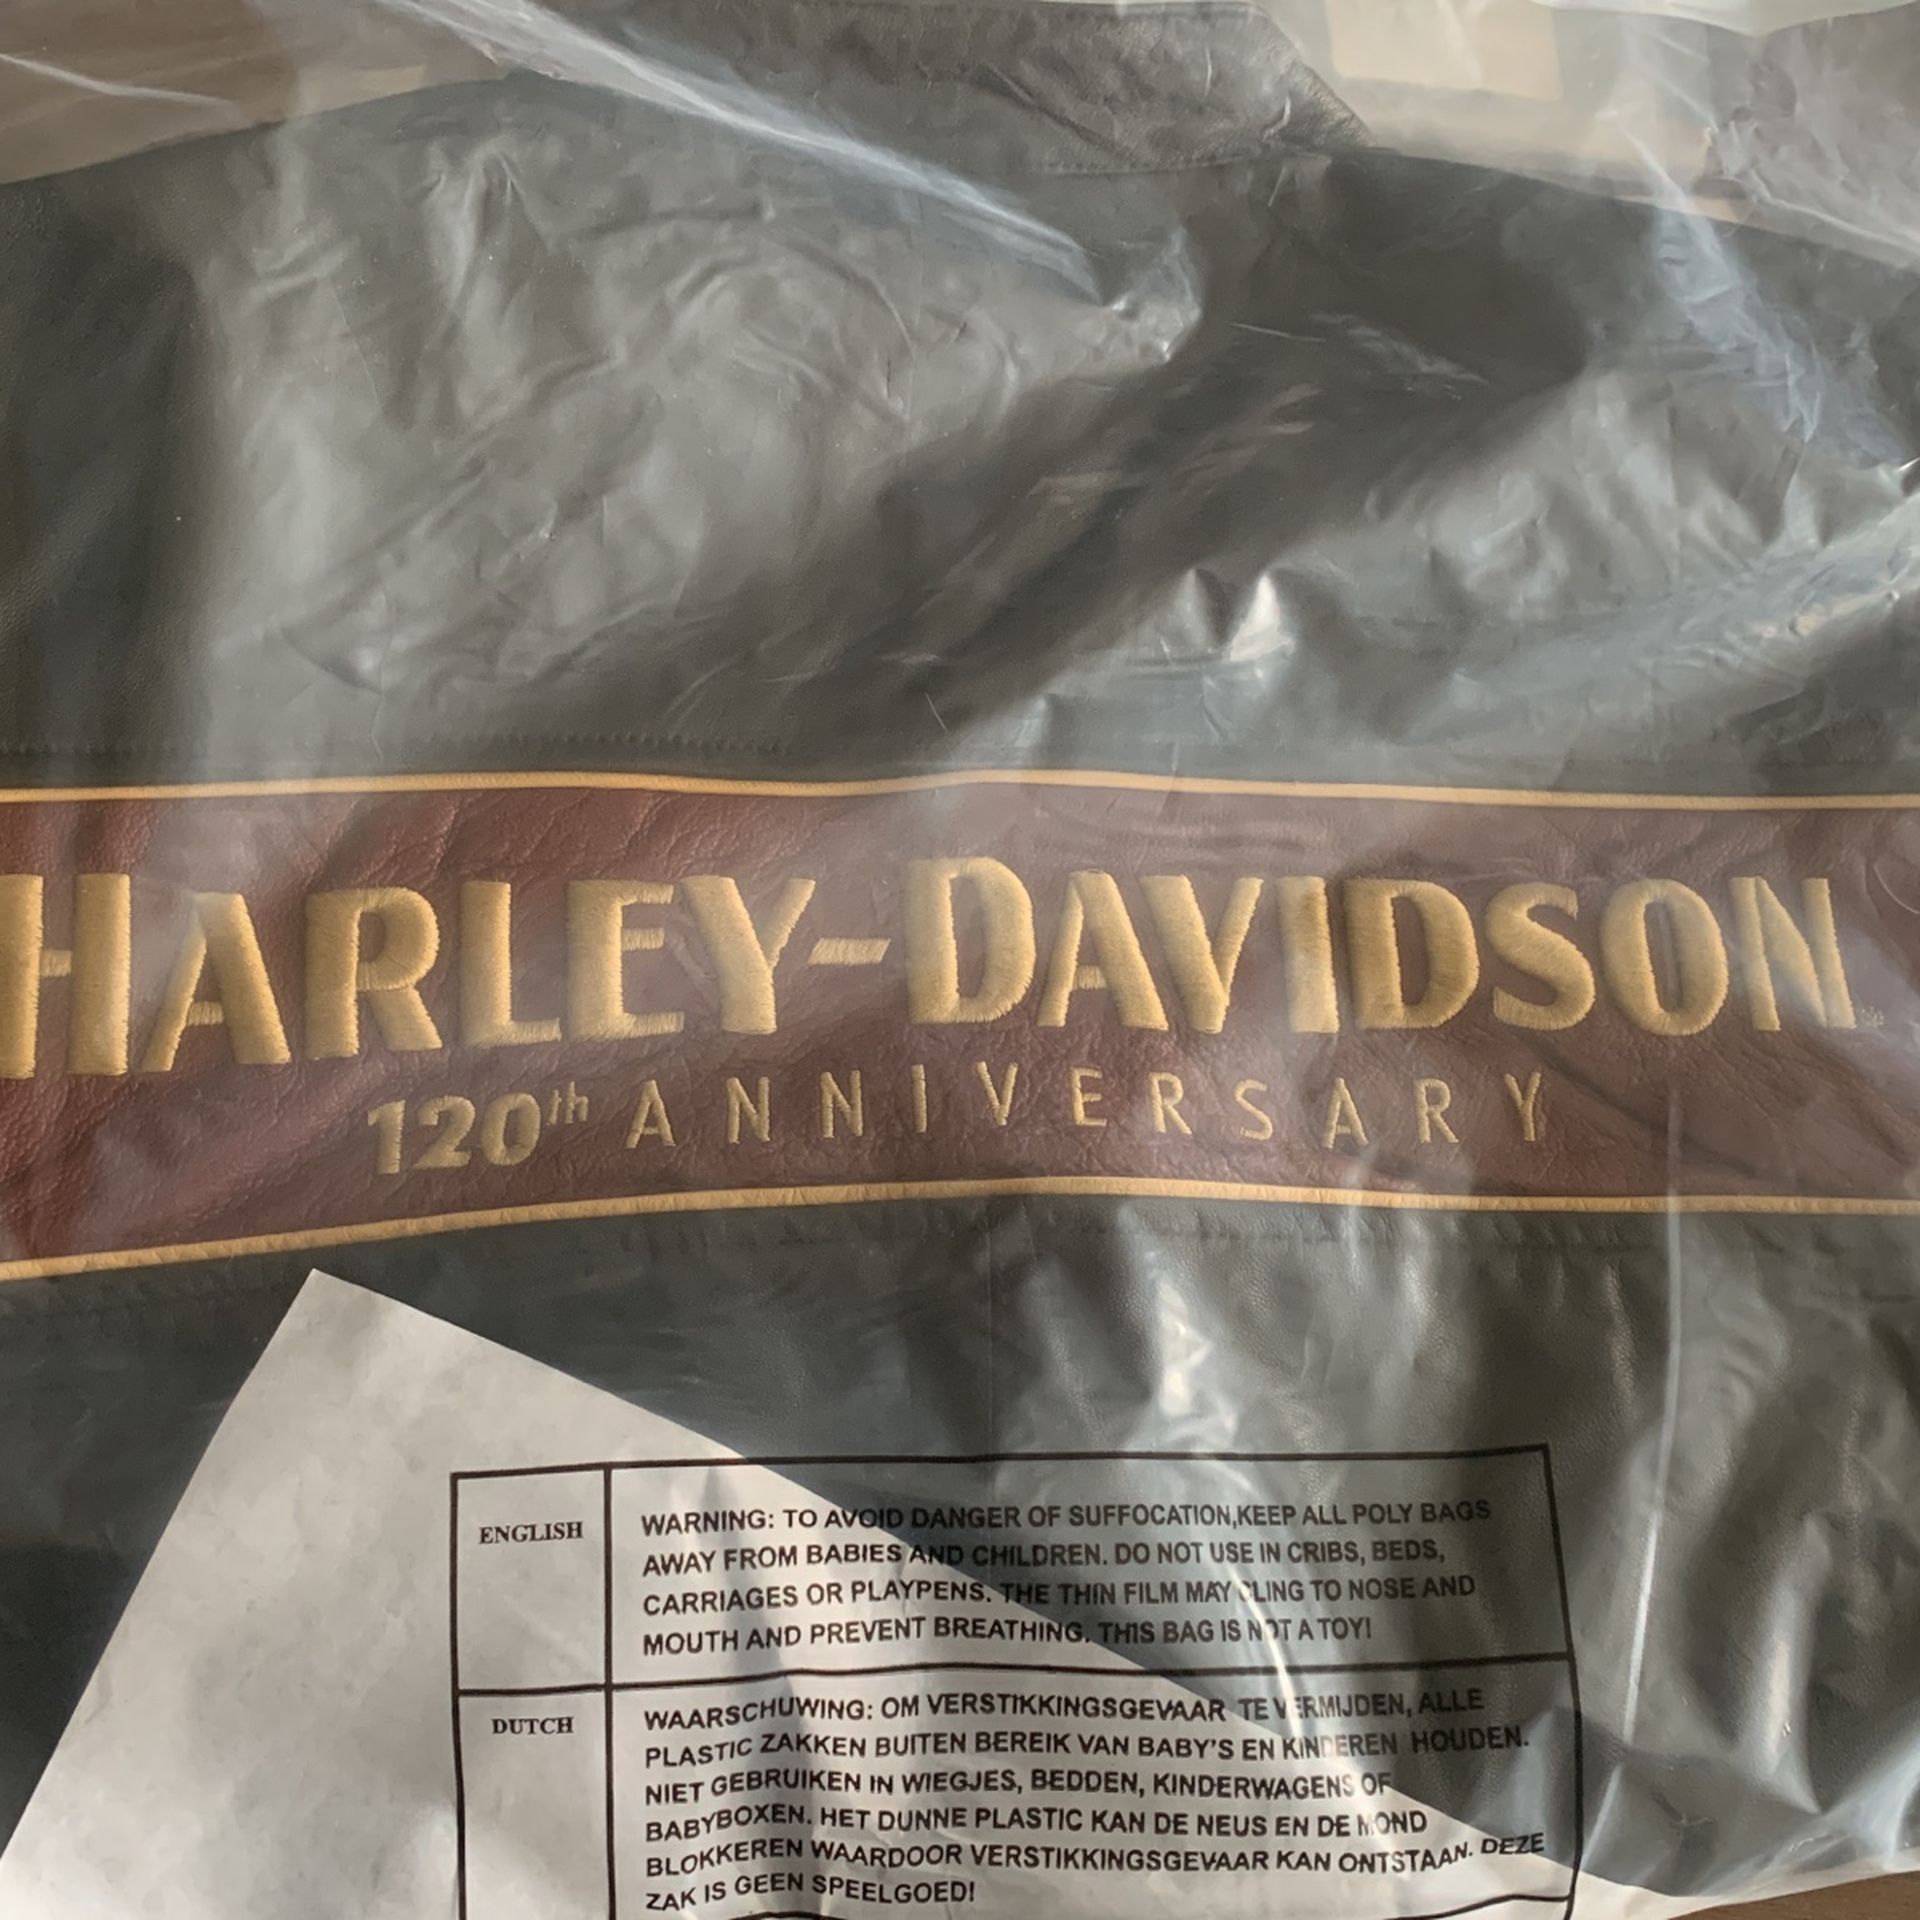 HARLEY-DAVIDSON
120th ANNIVERSARY
ENGLISH
WARNING: TO AVOID DANGER OF SUFFOCATION,KEEP ALL POLY BAGS
AWAY FROM BABIES AND CHILDREN. DO NOT USE IN CRIBS, BEDS,
CARRIAGES OR PLAYPENS. THE THIN FILM MAY CLING TO NOSE AND
MOUTH AND PREVENT BREATHING. THIS BAG IS NOT A TOY!
DUTCH
WAARSCHUWING: OM VERSTIKKINGSGEVAAR TE VERMIJDEN, ALLE
PLASTIC ZAKKEN BUITEN BEREIK VAN BABY'S EN KINDEREN HOUDEN.
NIET GEBRUIKEN IN WIEGJES, BEDDEN, KINDERWAGENS OF
BABYBOXEN. HET DUNNE PLASTIC KAN DE NEUS EN DE MOND
BLOKKEREN WAARDOOR VERSTIKKINGSGEVAAR KAN ONTSTAAN. DEZE
ZAK IS GEEN SPEELGOED!